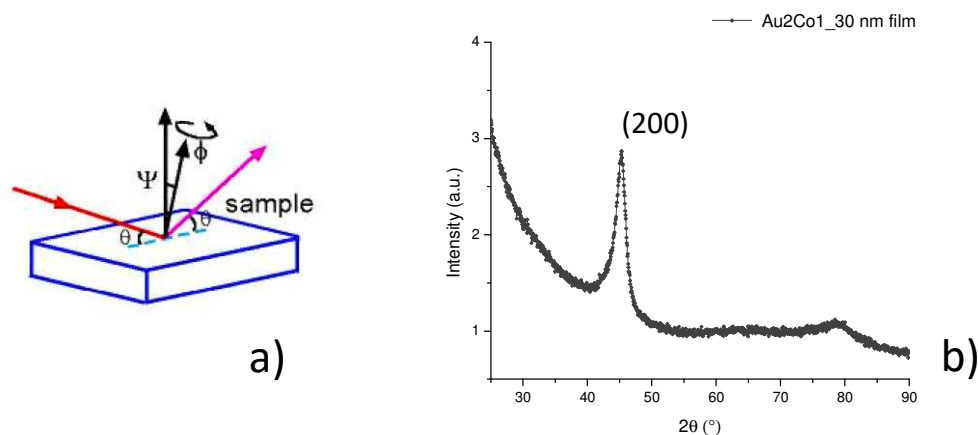 Ψ
ϕ
sample
θ
θ
a)
Au2Co1_30 nm film
4
3
2
1
Intensity (a.u.)
(200)
30
40
50
60
70
80
90
2θ (°)
b)